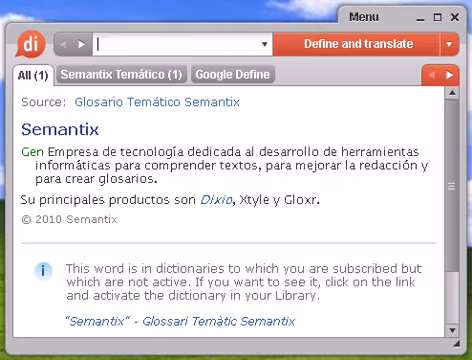 Menu
di
Define and translate
All (1)
Semantix Temático (1)
Google Define
Source: Glosario Temático Semantix
Semantix
Gen Empresa de tecnología dedicada al desarrollo de herramientas
informáticas para comprender textos, para mejorar la redacción y
para crear glosarios.
Su principales productos son Dixio, Xtyle y Gloxr.
© 2010 Semantix
i
This word is in dictionaries to which you are subscribed but
which are not active. If you want to see it, click on the link
and activate the dictionary in your Library.
"Semantix" - Glossari Temàtic Semantix